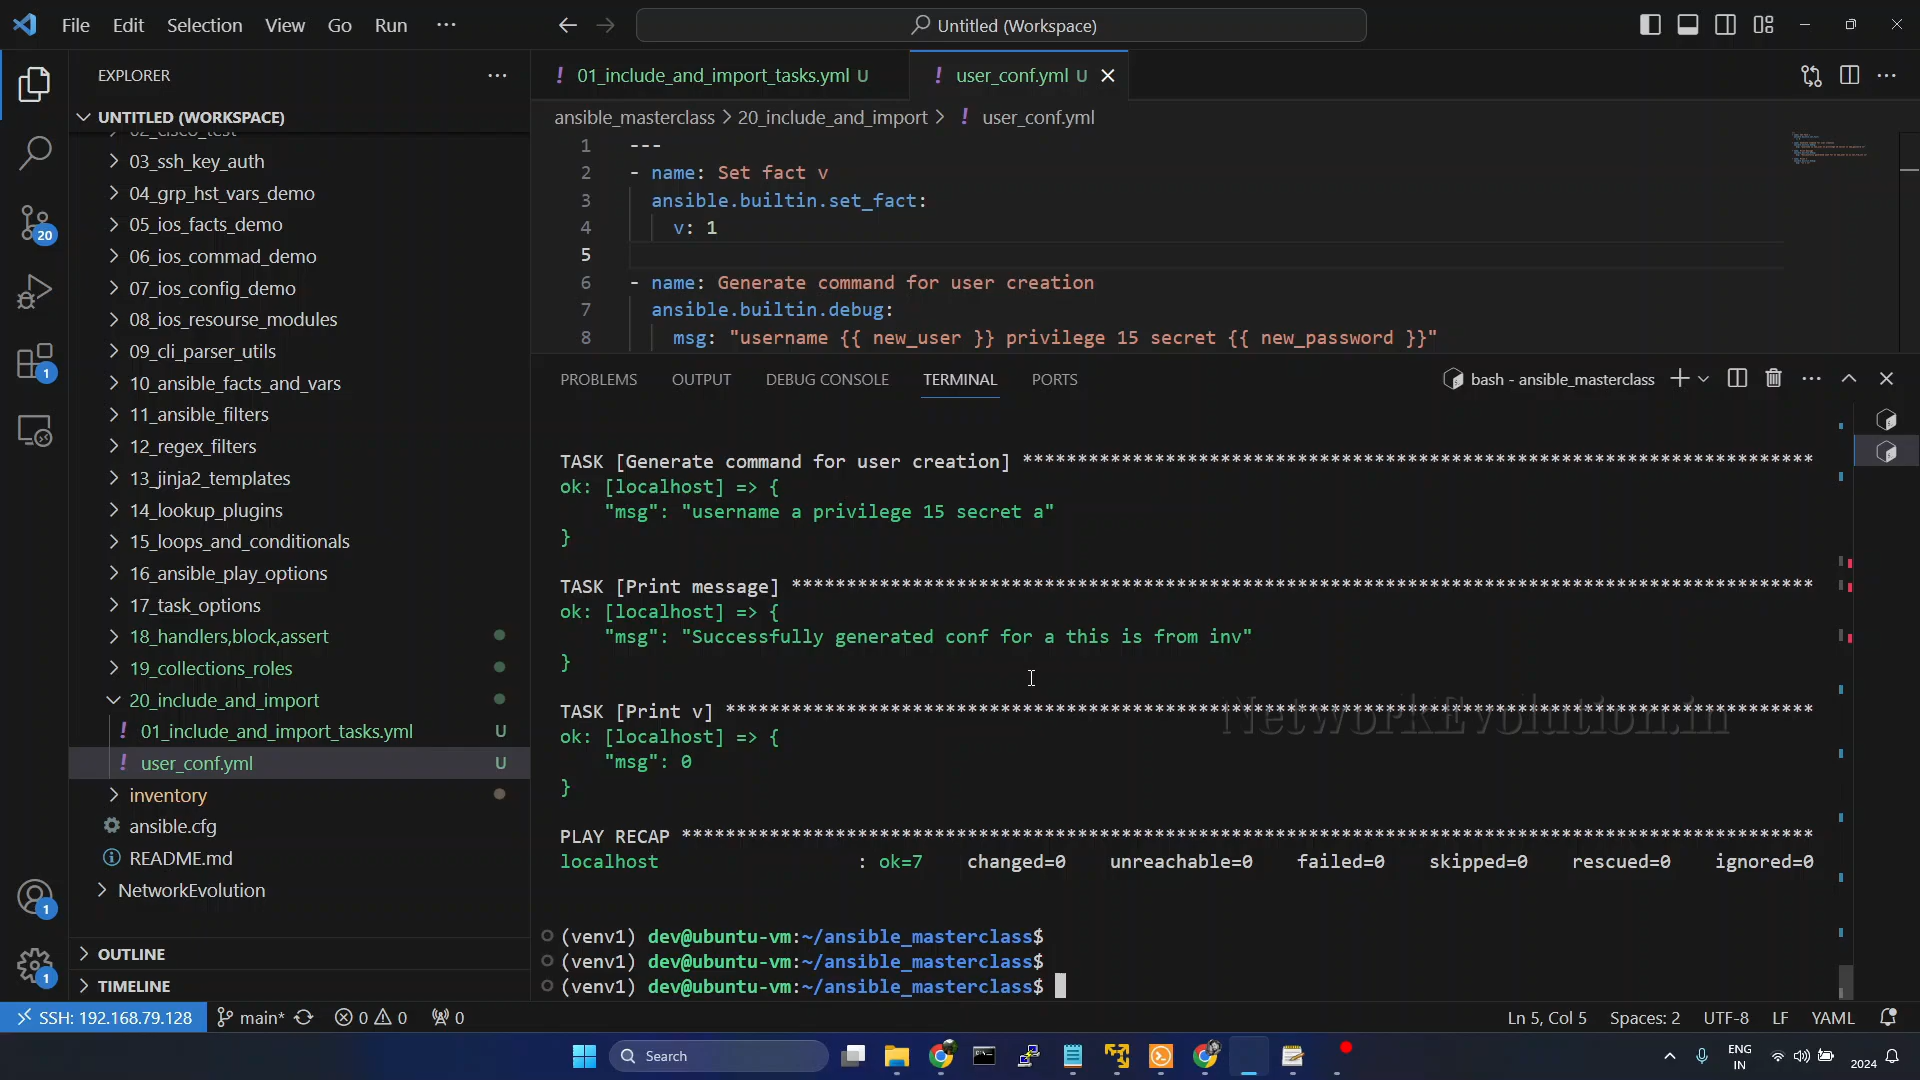 File Edit Selection View Go Run ···
Untitled (Workspace)
EXPLORER
UNTITLED (WORKSPACE)
02_cisco_test
03_ssh_key_auth
04_grp_hst_vars_demo
05_ios_facts_demo
06_ios_commad_demo
07_ios_config_demo
08_ios_resourse_modules
09_cli_parser_utils
10_ansible_facts_and_vars
11_ansible_filters
12_regex_filters
13_jinja2_templates
14_lookup_plugins
15_loops_and_conditionals
16_ansible_play_options
17_task_options
18_handlers,block,assert
19_collections_roles
20_include_and_import
! 01_include_and_import_tasks.yml U
! user_conf.yml U
inventory
ansible.cfg
README.md
NetworkEvolution
OUTLINE
TIMELINE
20
1
1
1
! 01_include_and_import_tasks.yml U
! user_conf.yml U
ansible_masterclass > 20_include_and_import > ! user_conf.yml
1 ---
2 - name: Set fact v
3 ansible.builtin.set_fact:
4 v: 1
5
6 - name: Generate command for user creation
7 ansible.builtin.debug:
8 msg: "username {{ new_user }} privilege 15 secret {{ new_password }}"
PROBLEMS OUTPUT DEBUG CONSOLE TERMINAL PORTS
bash - ansible_masterclass
TASK [Generate command for user creation] ************************************************************************
ok: [localhost] => {
"msg": "username a privilege 15 secret a"
}
TASK [Print message] *********************************************************************************************
ok: [localhost] => {
"msg": "Successfully generated conf for a this is from inv"
}
TASK [Print v] ***************************************************************************************************
ok: [localhost] => {
"msg": 0
}
PLAY RECAP *******************************************************************************************************
localhost : ok=7 changed=0 unreachable=0 failed=0 skipped=0 rescued=0 ignored=0
(venv1) dev@ubuntu-vm:~/ansible_masterclass$
(venv1) dev@ubuntu-vm:~/ansible_masterclass$
(venv1) dev@ubuntu-vm:~/ansible_masterclass$
NetworkEvolution.in
SSH: 192.168.79.128 main* 0 0 0
Ln 5, Col 5 Spaces: 2 UTF-8 LF YAML
Search
ENG
IN
2024